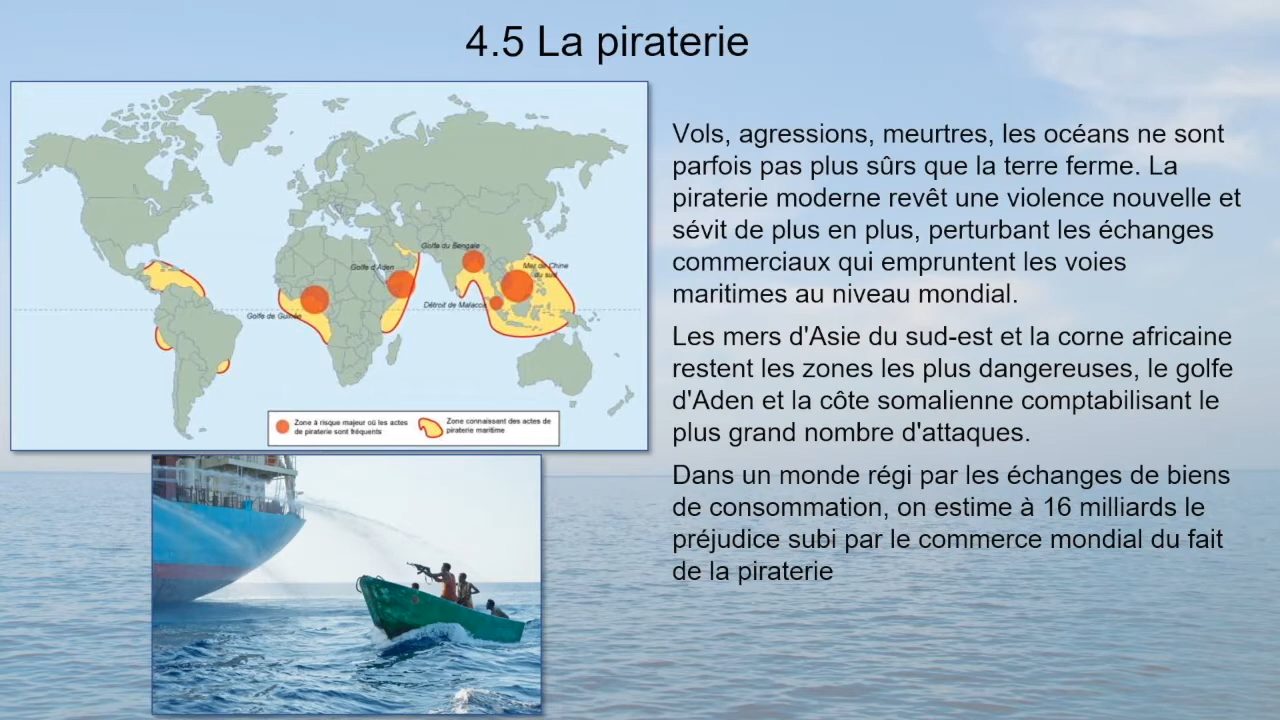 4.5 La piraterie
Golfe du Bengale
Golfe d'Aden
Mer de Chine
du sud
Détroit de Malacca
Golfe de Guinée
Zone à risque majeur où les actes
de piraterie sont fréquents
Zone connaissant des actes de
piraterie maritime
Vols, agressions, meurtres, les océans ne sont
parfois pas plus sûrs que la terre ferme. La
piraterie moderne revêt une violence nouvelle et
sévit de plus en plus, perturbant les échanges
commerciaux qui empruntent les voies
maritimes au niveau mondial.
Les mers d'Asie du sud-est et la corne africaine
restent les zones les plus dangereuses, le golfe
d'Aden et la côte somalienne comptabilisant le
plus grand nombre d'attaques.
Dans un monde régi par les échanges de biens
de consommation, on estime à 16 milliards le
préjudice subi par le commerce mondial du fait
de la piraterie